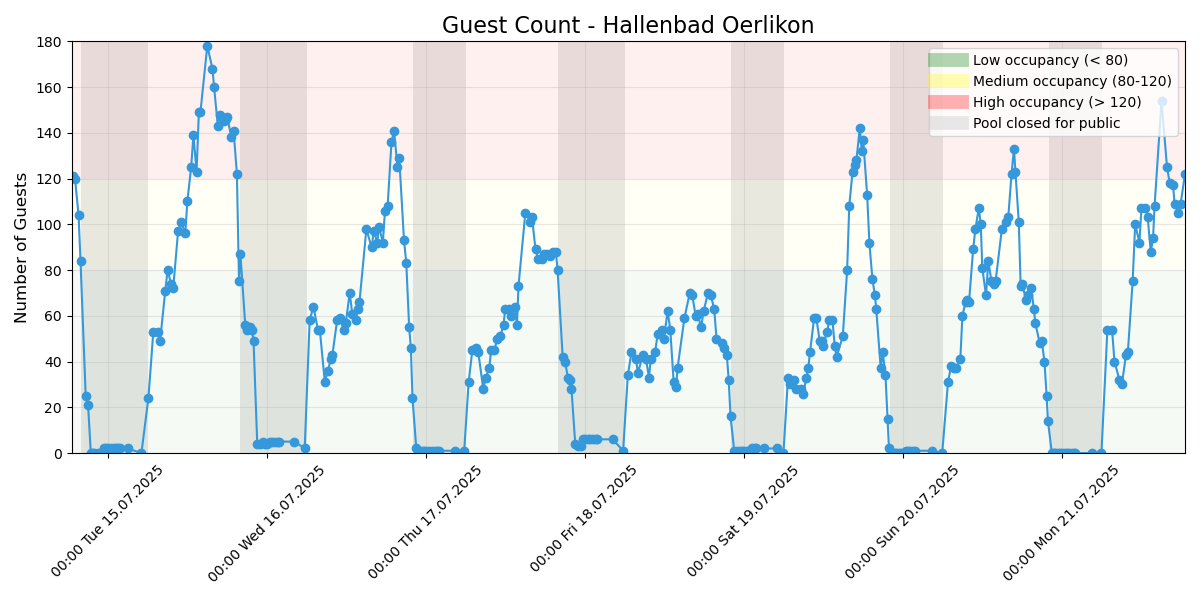 Guest Count - Hallenbad Oerlikon
Number of Guests
180
160
140
120
100
80
60
40
20
0
Low occupancy (< 80)
Medium occupancy (80-120)
High occupancy (> 120)
Pool closed for public
00:00 Tue 15.07.2025
00:00 Wed 16.07.2025
00:00 Thu 17.07.2025
00:00 Fri 18.07.2025
00:00 Sat 19.07.2025
00:00 Sun 20.07.2025
00:00 Mon 21.07.2025